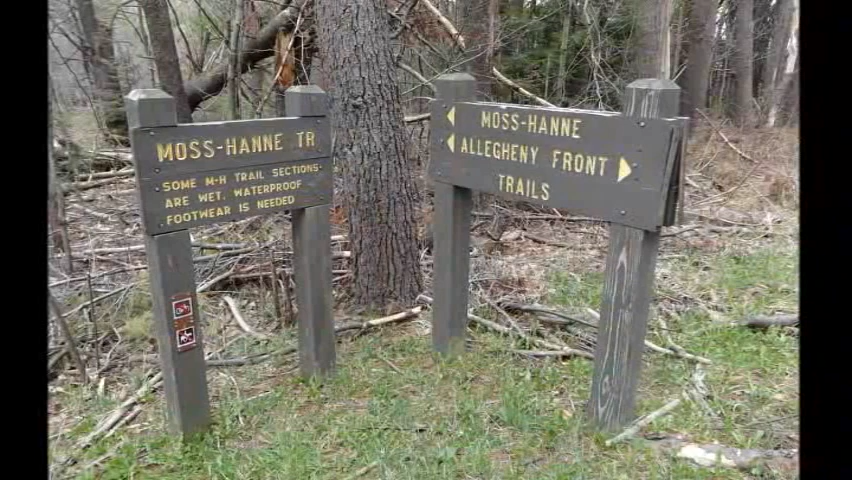 MOSS-HANNE TR
SOME M-H TRAIL SECTIONS
ARE WET, WATERPROOF
FOOTWEAR IS NEEDED
MOSS-HANNE
ALLEGHENY FRONT
TRAILS